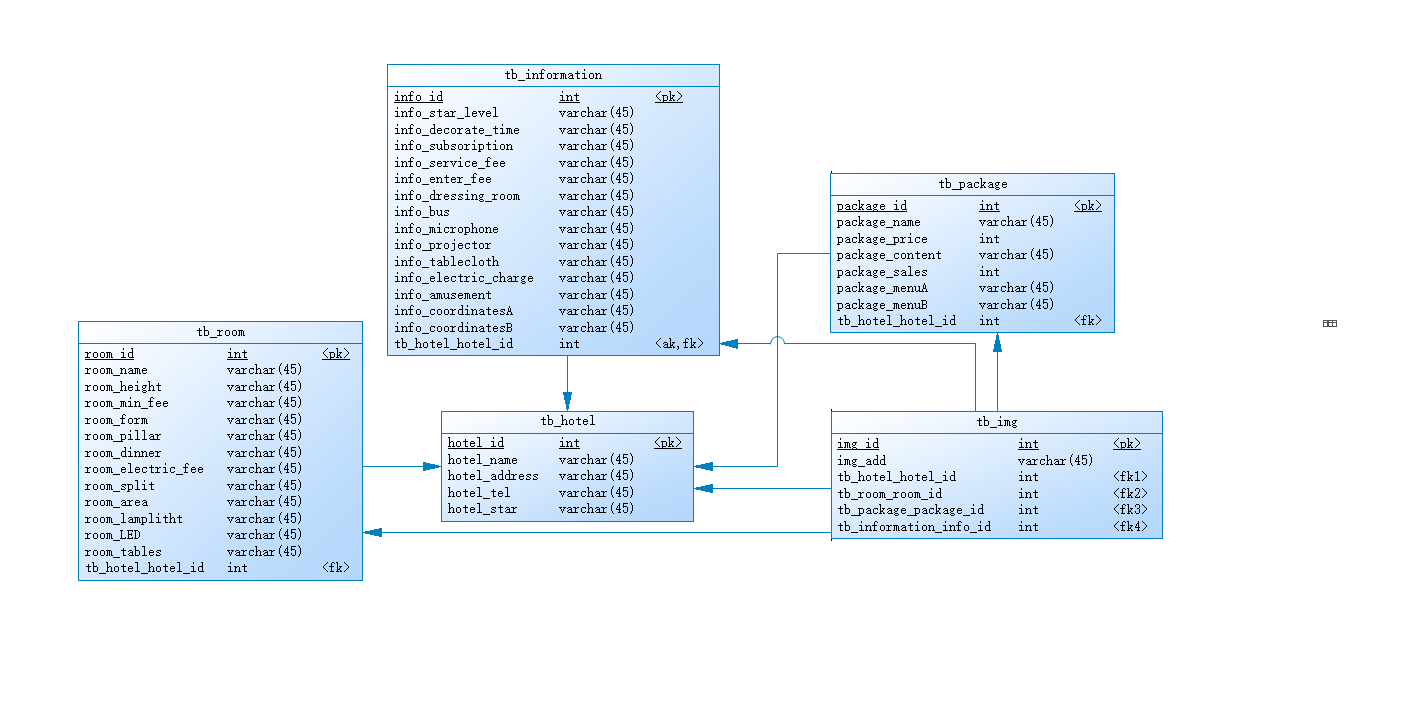 tb_information
info_id int <pk>
info_star_level varchar(45)
info_decorate_time varchar(45)
info_subsoription varchar(45)
info_service_fee varchar(45)
info_enter_fee varchar(45)
info_dressing_room varchar(45)
info_bus varchar(45)
info_microphone varchar(45)
info_projector varchar(45)
info_tablecloth varchar(45)
info_electric_charge varchar(45)
info_amusement varchar(45)
info_coordinatesA varchar(45)
info_coordinatesB varchar(45)
tb_hotel_hotel_id int <ak,fk>
tb_package
package_id int <pk>
package_name varchar(45)
package_price int
package_content varchar(45)
package_sales int
package_menuA varchar(45)
package_menuB varchar(45)
tb_hotel_hotel_id int <fk>
tb_room
room_id int <pk>
room_name varchar(45)
room_height varchar(45)
room_min_fee varchar(45)
room_form varchar(45)
room_pillar varchar(45)
room_dinner varchar(45)
room_electric_fee varchar(45)
room_split varchar(45)
room_area varchar(45)
room_lamplitht varchar(45)
room_LED varchar(45)
room_tables varchar(45)
tb_hotel_hotel_id int <fk>
tb_hotel
hotel_id int <pk>
hotel_name varchar(45)
hotel_address varchar(45)
hotel_tel varchar(45)
hotel_star varchar(45)
tb_img
img_id int <pk>
img_add varchar(45)
tb_hotel_hotel_id int <fk1>
tb_room_room_id int <fk2>
tb_package_package_id int <fk3>
tb_information_info_id int <fk4>